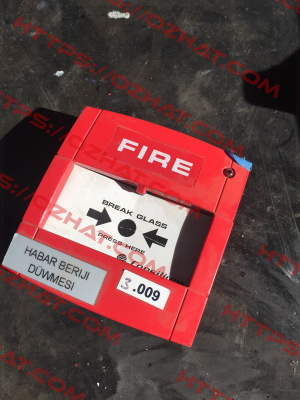 HTTPS://OZHAT.COM
FIRE
BREAK GLASS
PRESS HERE
HABAR BERIJI
DÜWMESI
3.009